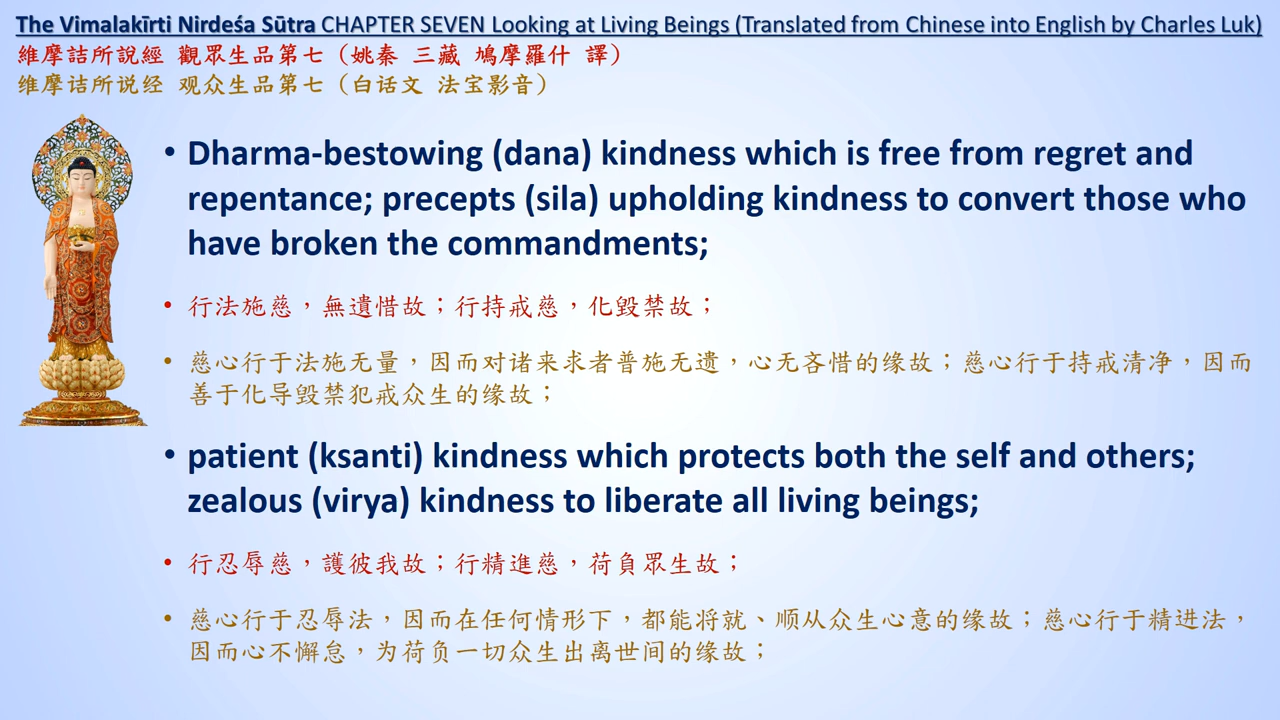 The Vimalakīrti Nirdeśa Sūtra CHAPTER SEVEN Looking at Living Beings (Translated from Chinese into English by Charles Luk)
維摩詰所說經 觀眾生品第七（姚秦 三藏 鳩摩羅什 譯）
维摩诘所说经 观众生品第七（白话文 法宝影音）
• Dharma-bestowing (dana) kindness which is free from regret and
repentance; precepts (sila) upholding kindness to convert those who
have broken the commandments;
• 行法施慈，無遺惜故；行持戒慈，化毀禁故；
• 慈心行于法施无量，因而对诸来求者普施无遗，心无吝惜的缘故；慈心行于持戒清净，因而
善于化导毁禁犯戒众生的缘故；
• patient (ksanti) kindness which protects both the self and others;
zealous (virya) kindness to liberate all living beings;
• 行忍辱慈，護彼我故；行精進慈，荷負眾生故；
• 慈心行于忍辱法，因而在任何情形下，都能将就、顺从众生心意的缘故；慈心行于精进法，
因而心不懈怠，为荷负一切众生出离世间的缘故；